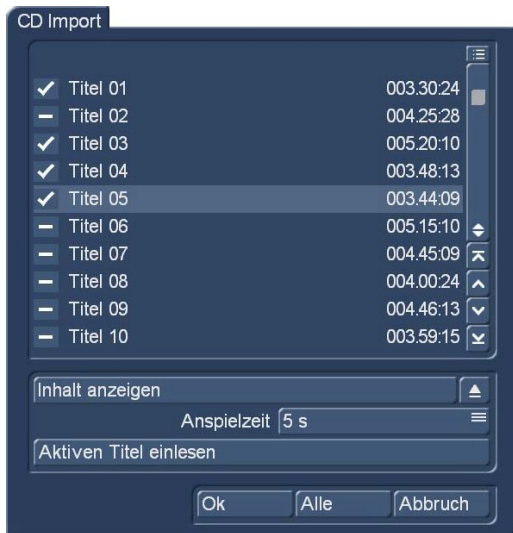 CD Import
Titel 01 003.30:24
Titel 02 004.25:28
Titel 03 005.20:10
Titel 04 003.48:13
Titel 05 003.44:09
Titel 06 005.15:10
Titel 07 004.45:09
Titel 08 004.00:24
Titel 09 004.46:13
Titel 10 003.59:15
Inhalt anzeigen
Anspielzeit 5 s
Aktiven Titel einlesen
Ok Alle Abbruch